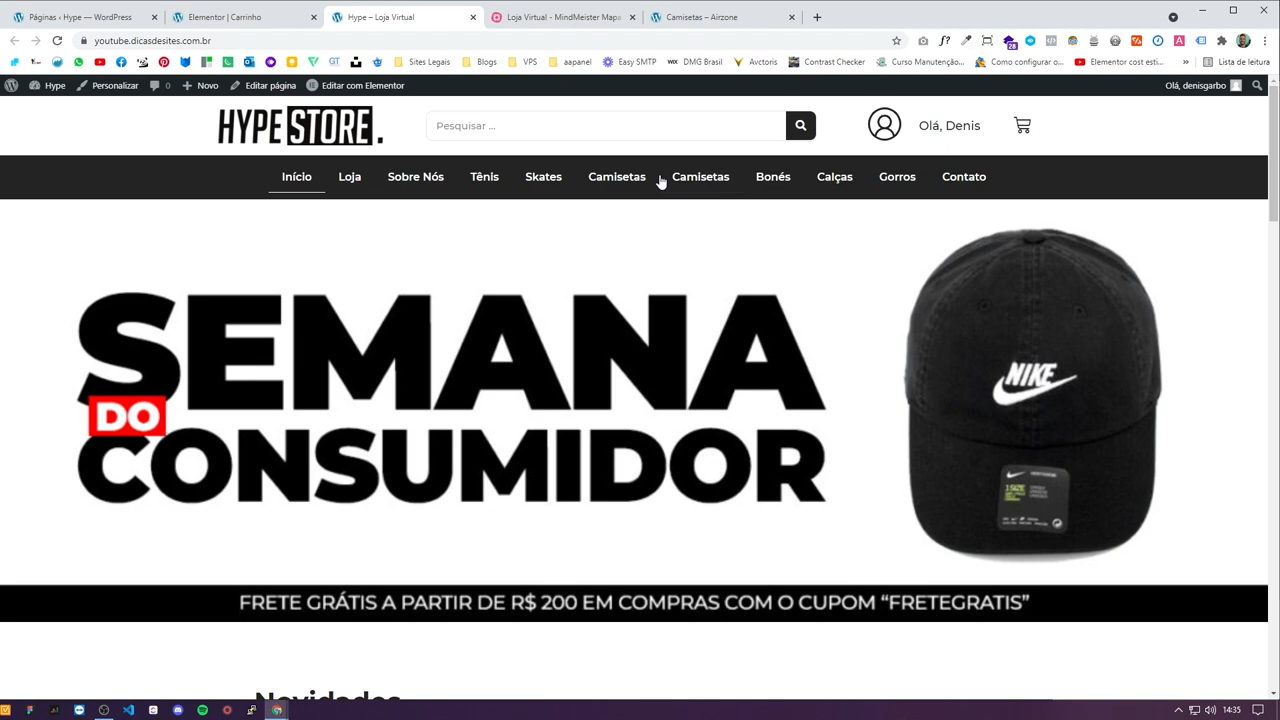 Páginas ‹ Hype — WordPress
Elementor | Carrinho
Hype – Loja Virtual
Loja Virtual - MindMeister Mapa
Camisetas – Airzone
youtube.dicasdesites.com.br
f?
28
Sites Legais
Blogs
GT
VPS
aapanel
Easy SMTP
WIX
DMG Brasil
Avctoris
Contrast Checker
Curso Manutenção...
Como configurar o...
Elementor cost esti...
»
Lista de leitura
Hype
Personalizar
0
Novo
Editar página
Editar com Elementor
Olá, denisgarbo
HYPE STORE.
Pesquisar ...
Olá, Denis
Início
Loja
Sobre Nós
Tênis
Skates
Camisetas
Camisetas
Bonés
Calças
Gorros
Contato
SEMANA
DO
CONSUMIDOR
NIKE
FRETE GRÁTIS A PARTIR DE R$ 200 EM COMPRAS COM O CUPOM “FRETEGRATIS”
Novidades
14:35